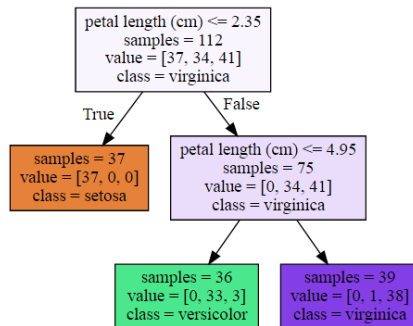 petal length (cm) <= 2.35
samples = 112
value = [37, 34, 41]
class = virginica
True
False
samples = 37
value = [37, 0, 0]
class = setosa
petal length (cm) <= 4.95
samples = 75
value = [0, 34, 41]
class = virginica
samples = 36
value = [0, 33, 3]
class = versicolor
samples = 39
value = [0, 1, 38]
class = virginica